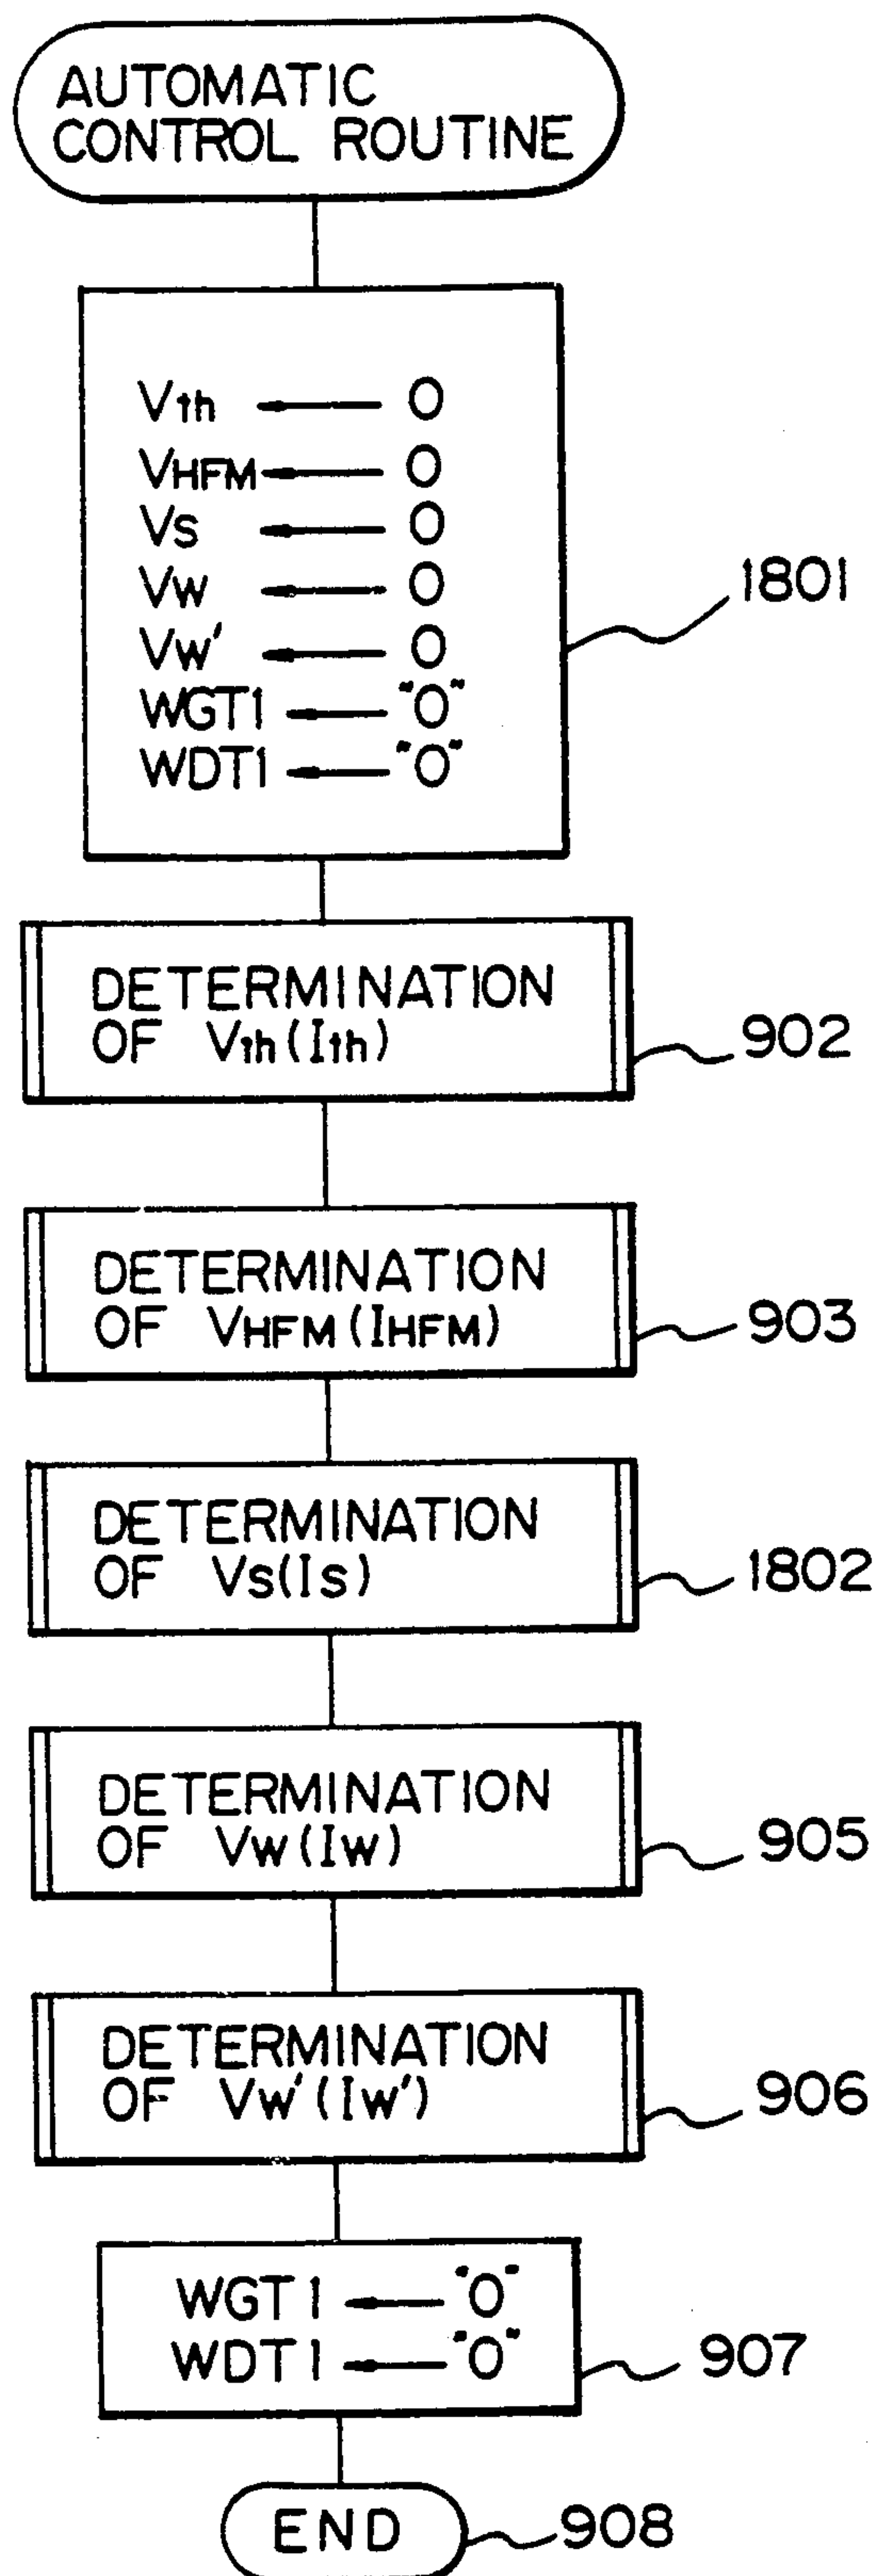 AUTOMATIC
CONTROL ROUTINE
Vth ← 0
VHFM ← 0
VS ← 0
VW ← 0
VW' ← 0
WGT1 ← "0"
WDT1 ← "0"
1801
DETERMINATION
OF Vth (Ith)
902
DETERMINATION
OF VHFM (IHFM)
903
DETERMINATION
OF VS(IS)
1802
DETERMINATION
OF VW (IW)
905
DETERMINATION
OF VW' (IW')
906
WGT1 ← "0"
WDT1 ← "0"
907
END
908